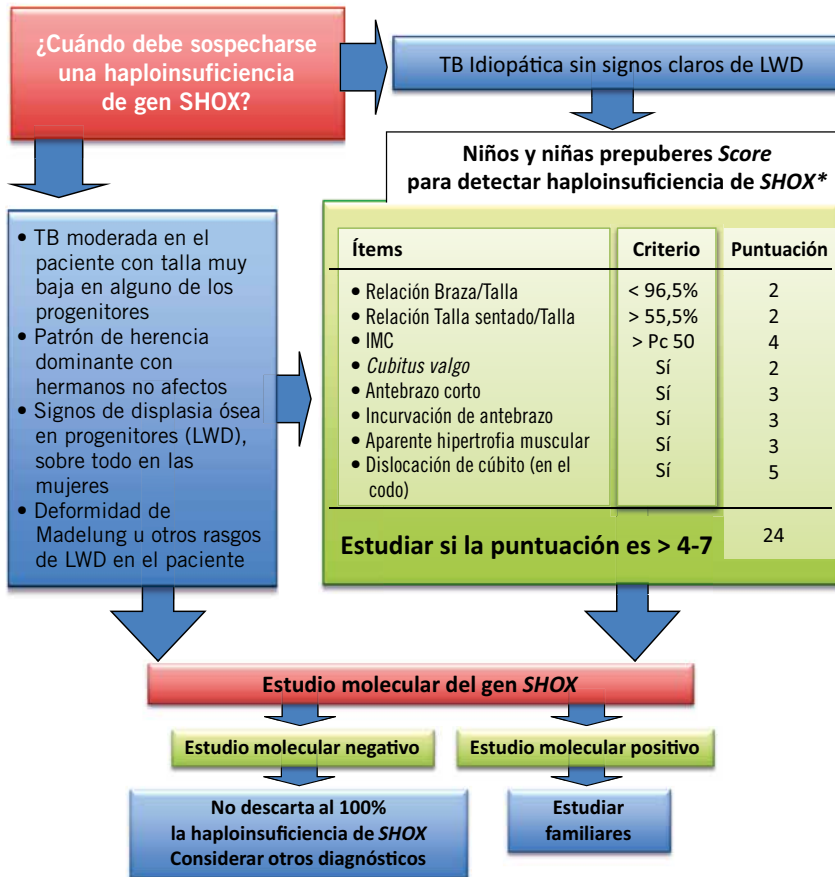 ¿Cuándo debe sospecharse
una haploinsuficiencia
de gen SHOX?
TB Idiopática sin signos claros de LWD
• TB moderada en el
paciente con talla muy
baja en alguno de los
progenitores
• Patrón de herencia
dominante con
hermanos no afectos
• Signos de displasia ósea
en progenitores (LWD),
sobre todo en las
mujeres
• Deformidad de
Madelung u otros rasgos
de LWD en el paciente
Niños y niñas prepuberes Score
para detectar haploinsuficiencia de SHOX*
Ítems Criterio Puntuación
• Relación Braza/Talla < 96,5% 2
• Relación Talla sentado/Talla > 55,5% 2
• IMC > Pc 50 4
• Cubitus valgo Sí 2
• Antebrazo corto Sí 3
• Incurvación de antebrazo Sí 3
• Aparente hipertrofia muscular Sí 3
• Dislocación de cúbito (en el Sí 5
codo)
Estudiar si la puntuación es > 4-7 24
Estudio molecular del gen SHOX
Estudio molecular negativo
Estudio molecular positivo
No descarta al 100%
la haploinsuficiencia de SHOX
Considerar otros diagnósticos
Estudiar
familiares